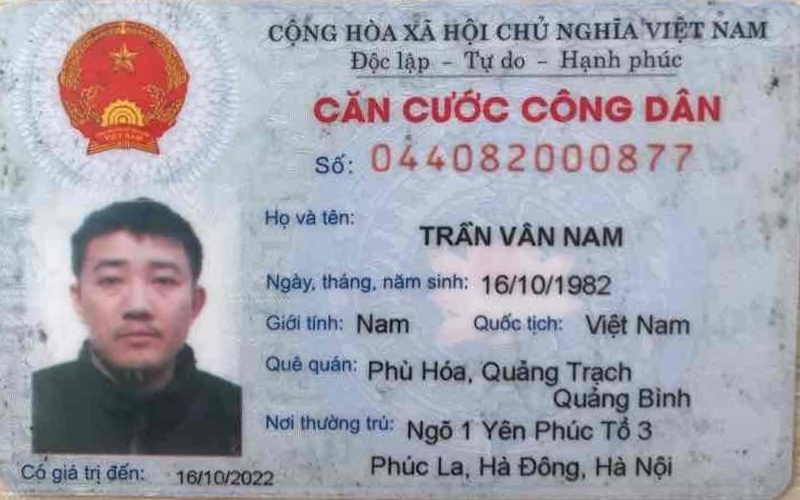 CỘNG HÒA XÃ HỘI CHỦ NGHĨA VIỆT NAM
Độc lập - Tự do - Hạnh phúc
CĂN CƯỚC CÔNG DÂN
Số: 044082000877
Họ và tên:
TRẦN VÂN NAM
Ngày, tháng, năm sinh: 16/10/1982
Giới tính: Nam Quốc tịch: Việt Nam
Quê quán: Phù Hóa, Quảng Trạch
Quảng Bình
Nơi thường trú: Ngõ 1 Yên Phúc Tổ 3
Phúc La, Hà Đông, Hà Nội
Có giá trị đến: 16/10/2022